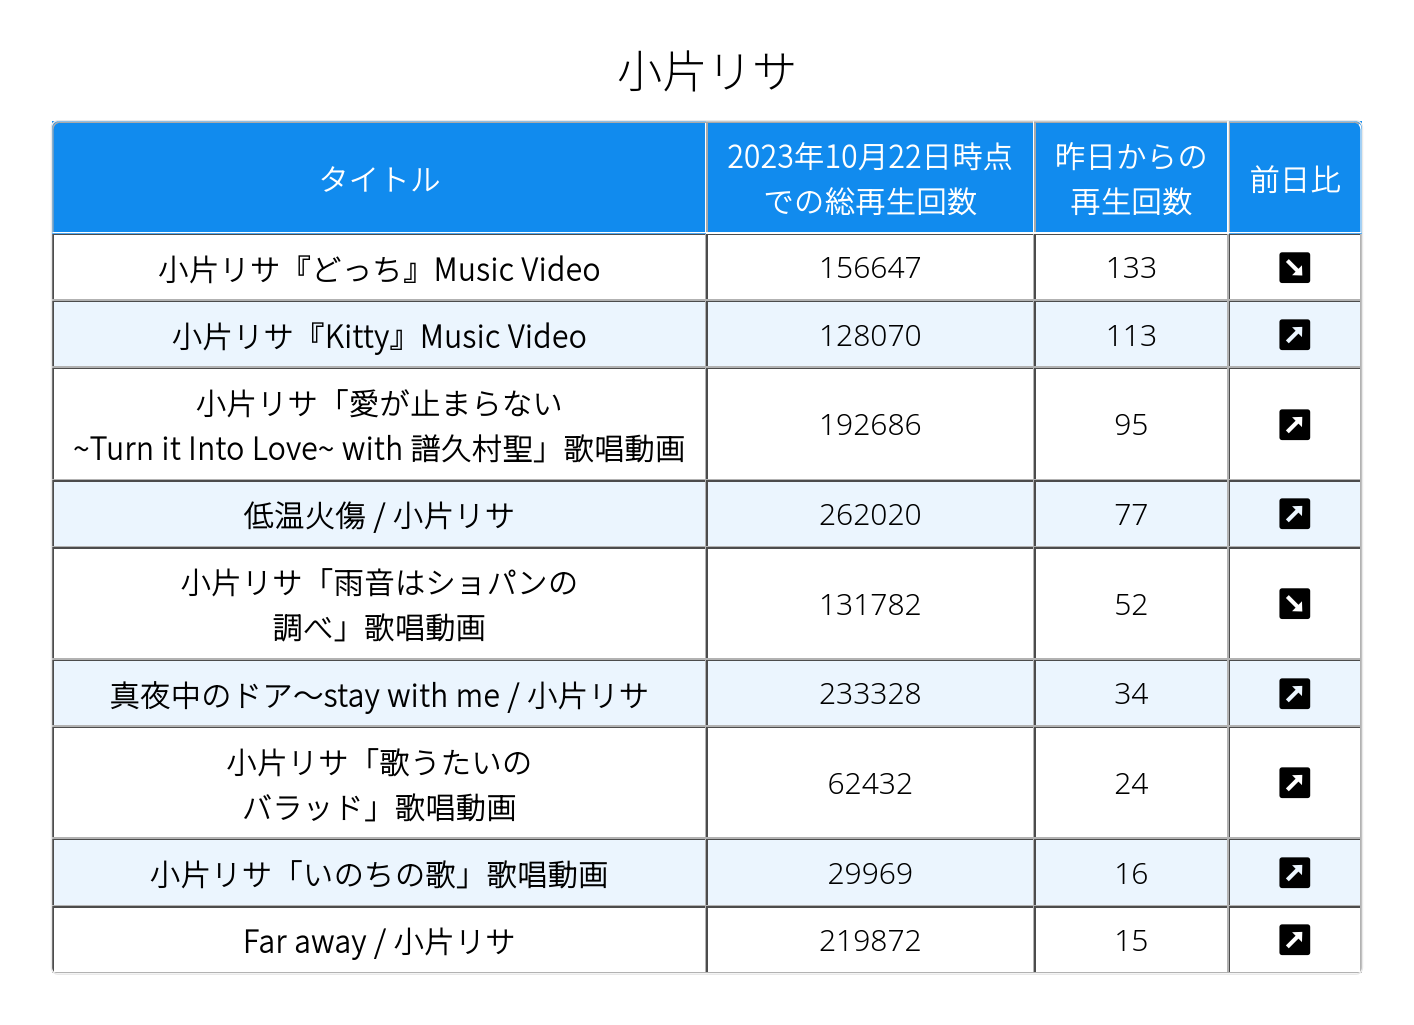 小片リサ
タイトル
2023年10月22日時点
での総再生回数
昨日からの
再生回数
前日比
小片リサ『どっち』Music Video
156647
133
小片リサ『Kitty』Music Video
128070
113
小片リサ「愛が止まらない
~Turn it Into Love~ with 譜久村聖」歌唱動画
192686
95
低温火傷 / 小片リサ
262020
77
小片リサ「雨音はショパンの
調べ」歌唱動画
131782
52
真夜中のドア〜stay with me / 小片リサ
233328
34
小片リサ「歌うたいの
バラッド」歌唱動画
62432
24
小片リサ「いのちの歌」歌唱動画
29969
16
Far away / 小片リサ
219872
15